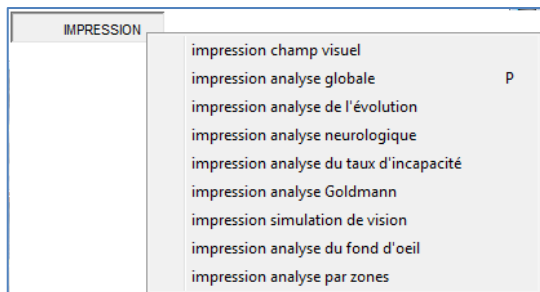 IMPRESSION
impression champ visuel
impression analyse globale P
impression analyse de l'évolution
impression analyse neurologique
impression analyse du taux d'incapacité
impression analyse Goldmann
impression simulation de vision
impression analyse du fond d'oeil
impression analyse par zones